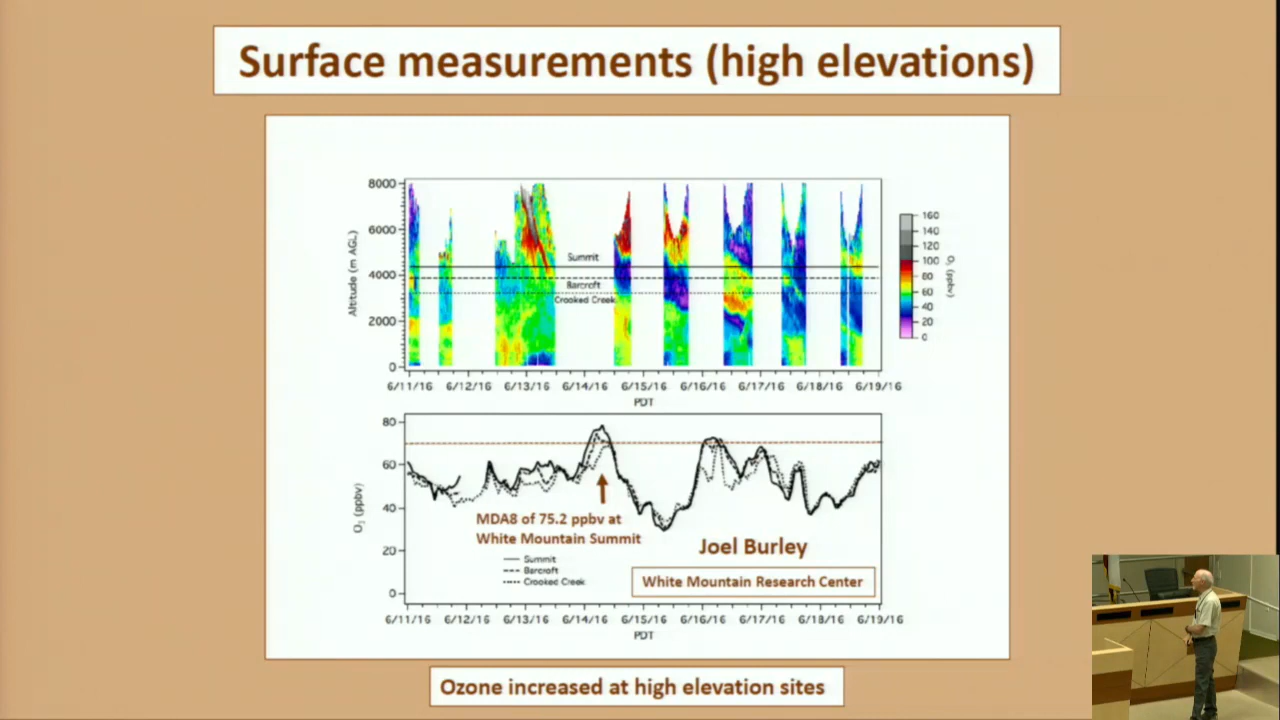 Surface measurements (high elevations)
8000
6000
4000
2000
0
Altitude (m AGL)
Summit
Barcroft
Crooked Creek
160
140
120
100
80
60
40
20
0
O3 (ppbv)
6/11/16 6/12/16 6/13/16 6/14/16 6/15/16 6/16/16 6/17/16 6/18/16 6/19/16
PDT
80
60
40
20
0
O3 (ppbv)
MDA8 of 75.2 ppbv at
White Mountain Summit
Summit
Barcroft
Crooked Creek
Joel Burley
White Mountain Research Center
6/11/16 6/12/16 6/13/16 6/14/16 6/15/16 6/16/16 6/17/16 6/18/16 6/19/16
PDT
Ozone increased at high elevation sites